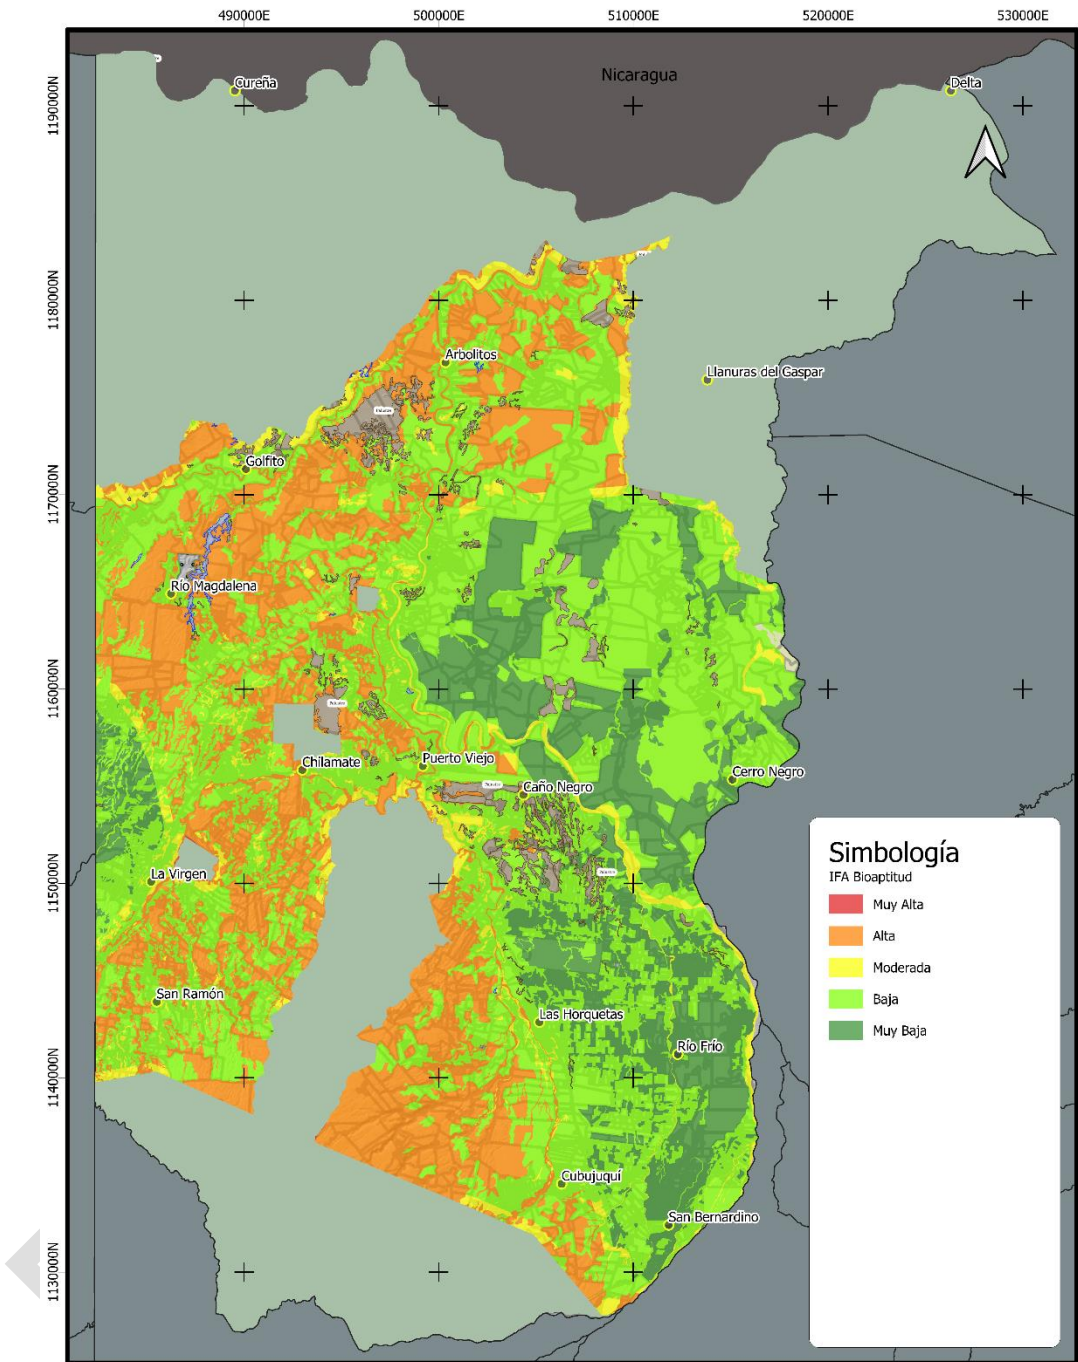 490000E 500000E 510000E 520000E 530000E
Nicaragua
Cureña
Delta
1190000N
1180000N
Arbolitos
Llanuras del Gaspar
Golfito
1170000N
Río Magdalena
1160000N
Chilamate
Puerto Viejo
Caño Negro
Cerro Negro
La Virgen
1150000N
San Ramón
Las Horquetas
Río Frío
1140000N
Cubujuquí
San Bernardino
1130000N
Simbología
IFA Bioaptitud
Muy Alta
Alta
Moderada
Baja
Muy Baja